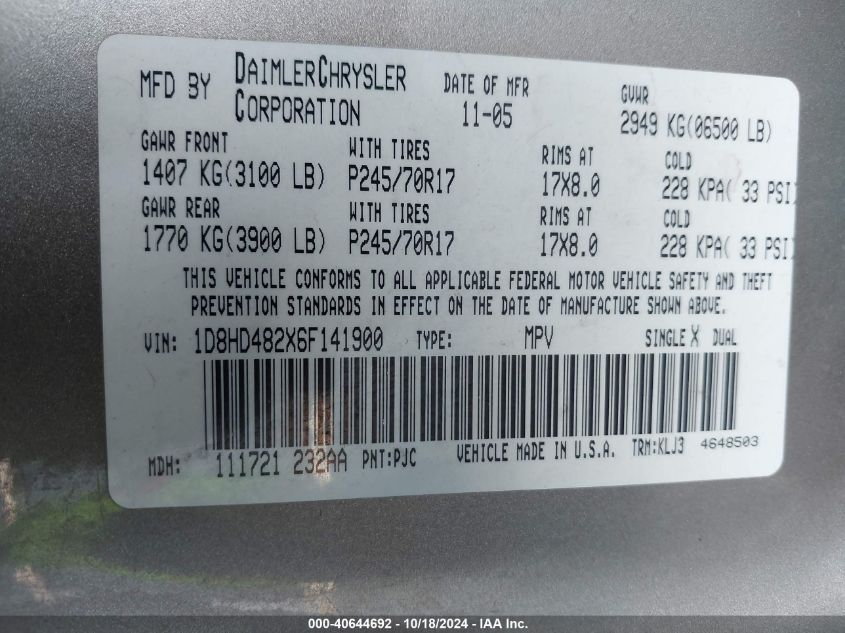 MFD BY DAIMLERCHRYSLER CORPORATION DATE OF MFR 11-05 GVWR 2949 KG(06500 LB)
GAWR FRONT WITH TIRES RIMS AT COLD
1407 KG(3100 LB) P245/70R17 17X8.0 228 KPA( 33 PSI)
GAWR REAR WITH TIRES RIMS AT COLD
1770 KG(3900 LB) P245/70R17 17X8.0 228 KPA( 33 PSI)
THIS VEHICLE CONFORMS TO ALL APPLICABLE FEDERAL MOTOR VEHICLE SAFETY AND THEFT
PREVENTION STANDARDS IN EFFECT ON THE DATE OF MANUFACTURE SHOWN ABOVE.
VIN: 1D8HD482X6F141900 TYPE: MPV SINGLE X DUAL
MDH: 111721 232AA PNT:PJC VEHICLE MADE IN U.S.A. TRM:KLJ3 4648503
000-40644692 - 10/18/2024 - IAA Inc.